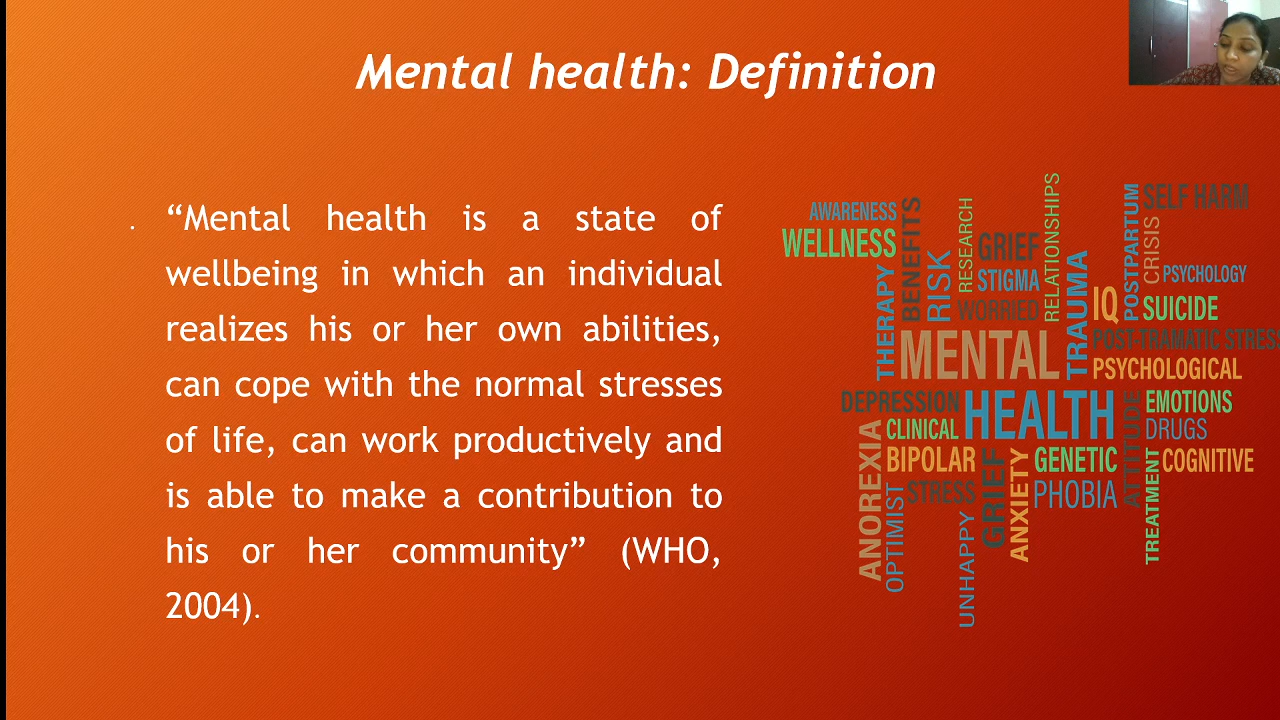 Mental health: Definition
. “Mental health is a state of
wellbeing in which an individual
realizes his or her own abilities,
can cope with the normal stresses
of life, can work productively and
is able to make a contribution to
his or her community” (WHO,
2004).
AWARENESS
WELLNESS
BENEFITS
THERAPY
RISK
RESEARCH
GRIEF
STIGMA
WORRIED
RELATIONSHIPS
TRAUMA
IQ
POSTPARTUM
SELF HARM
CRISIS
PSYCHOLOGY
SUICIDE
POST-TRAMATIC STRESS
PSYCHOLOGICAL
MENTAL
HEALTH
DEPRESSION
CLINICAL
BIPOLAR
STRESS
ANOREXIA
OPTIMIST
UNHAPPY
GRIEF
ANXIETY
GENETIC
PHOBIA
ATTITUDE
EMOTIONS
DRUGS
COGNITIVE
TREATMENT